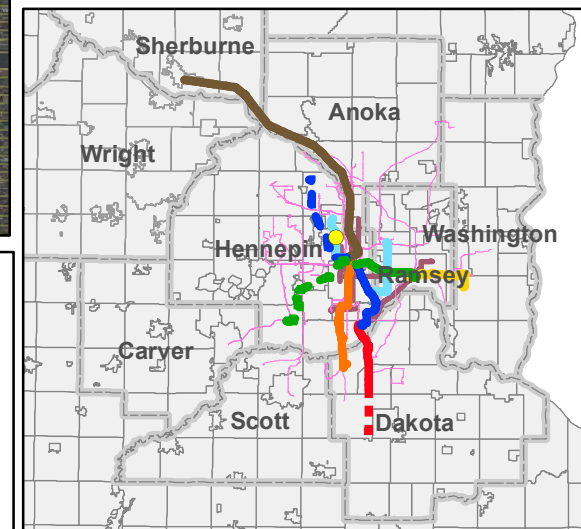 Sherburne
Anoka
Wright
Washington
Hennepin
Ramsey
Carver
Scott
Dakota